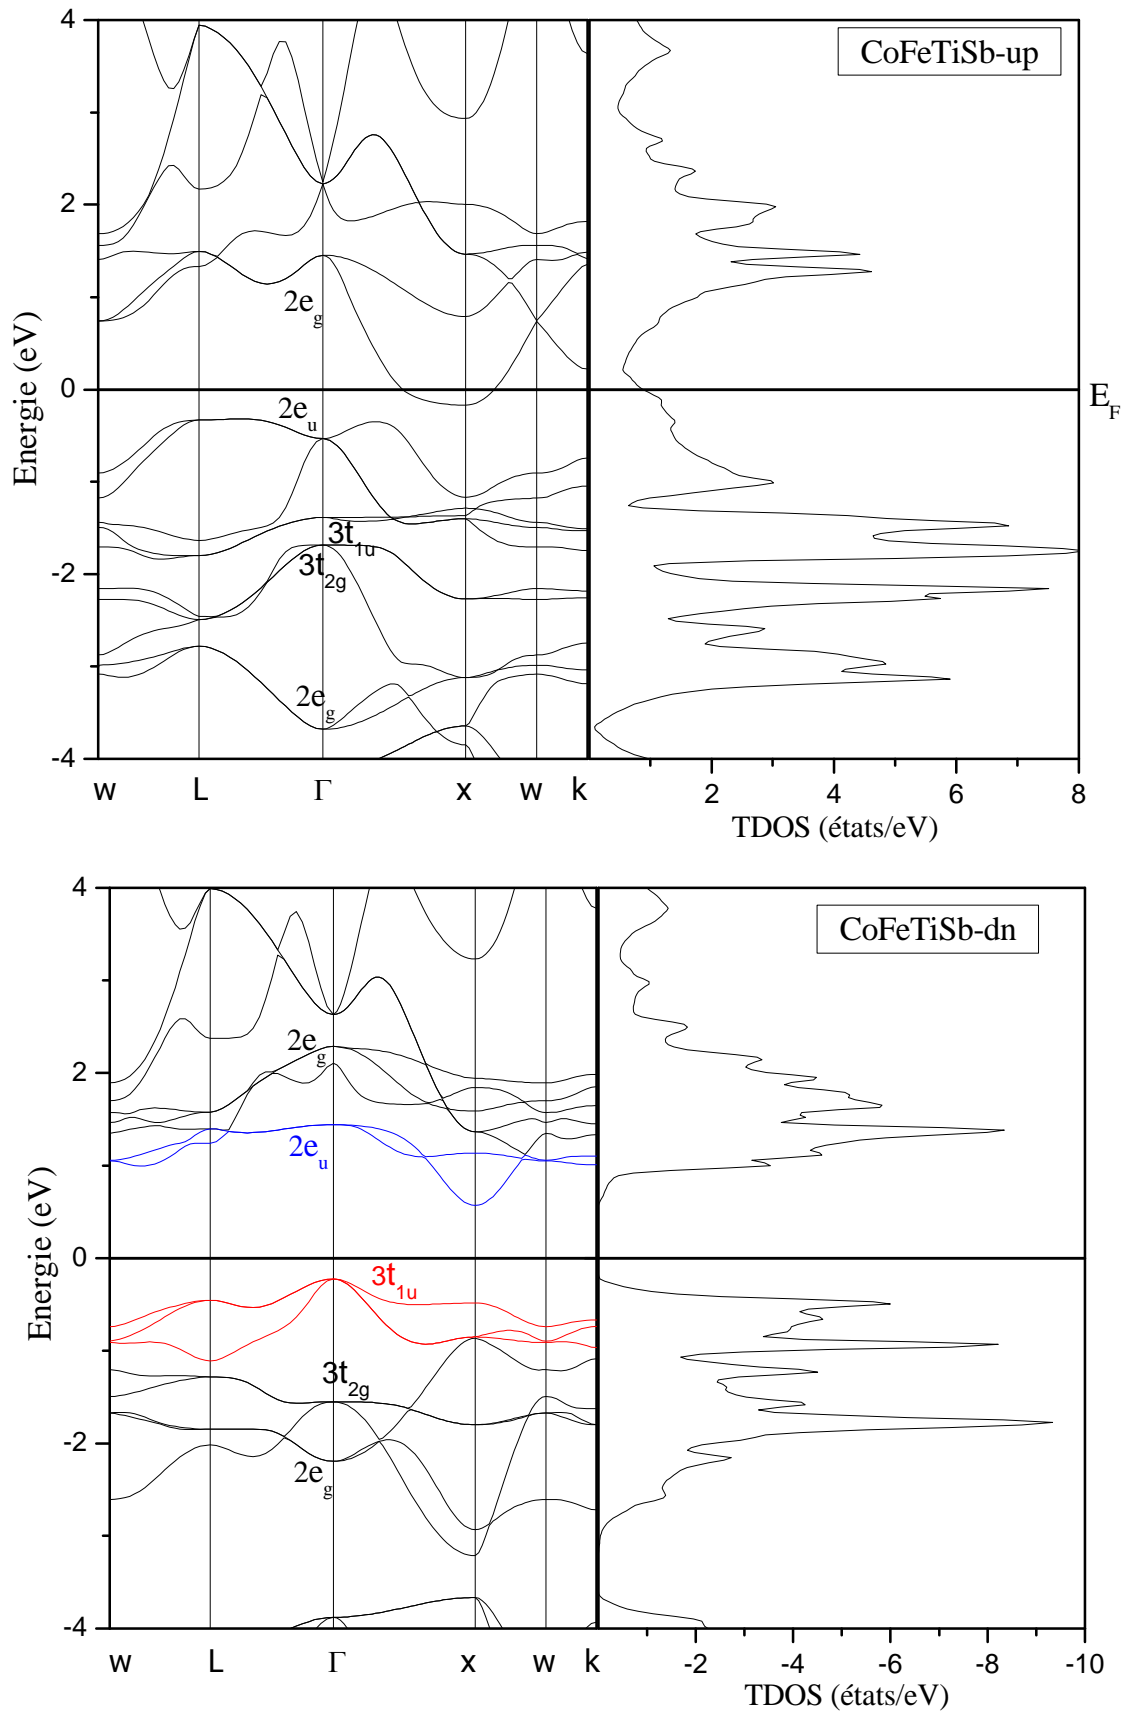 4
CoFeTiSb-up
2
2e_g
0
E_F
2e_u
3t_1u
3t_2g
-2
2e_g
-4
Energie (eV)
w L Γ x w k
2 4 6 8
TDOS (états/eV)
4
CoFeTiSb-dn
2e_g
2
2e_u
0
3t_1u
3t_2g
-2
2e_g
-4
Energie (eV)
w L Γ x w k
-2 -4 -6 -8 -10
TDOS (états/eV)